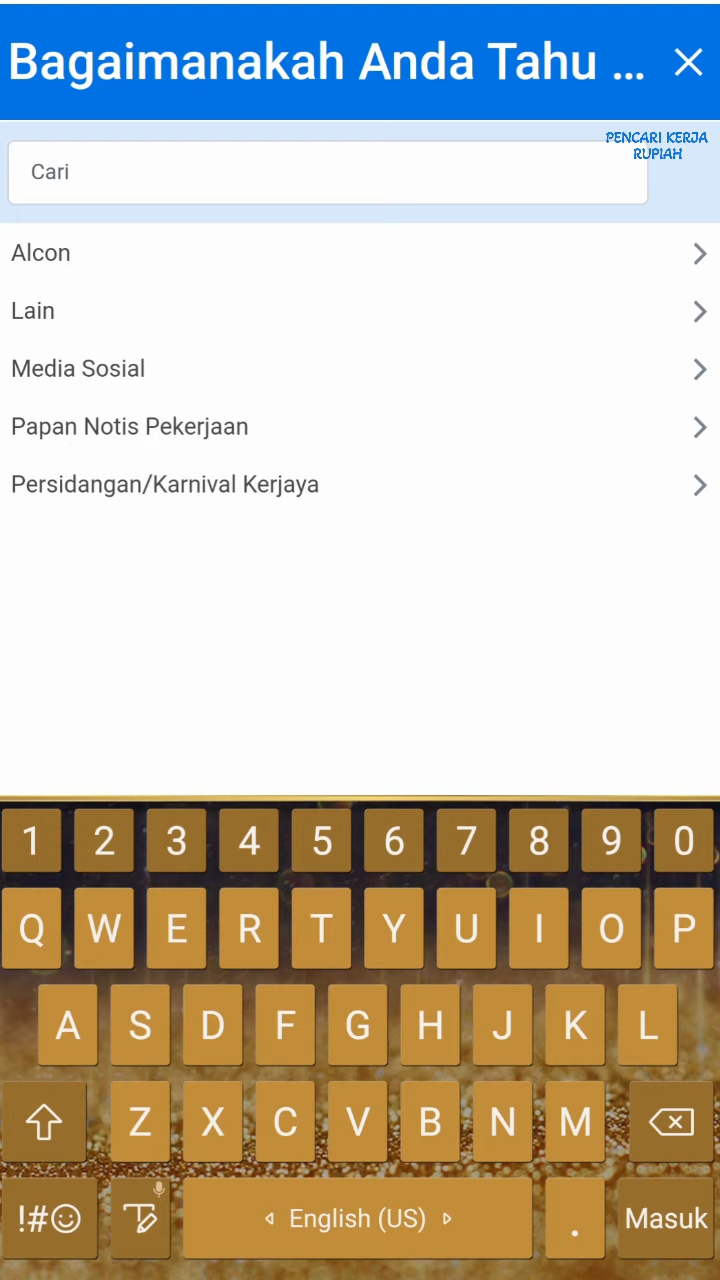 Bagaimanakah Anda Tahu ...
PENCARI KERJA
RUPIAH
Cari
Alcon
Lain
Media Sosial
Papan Notis Pekerjaan
Persidangan/Karnival Kerjaya
1 2 3 4 5 6 7 8 9 0
Q W E R T Y U I O P
A S D F G H J K L
Z X C V B N M
!#☺ English (US) . Masuk